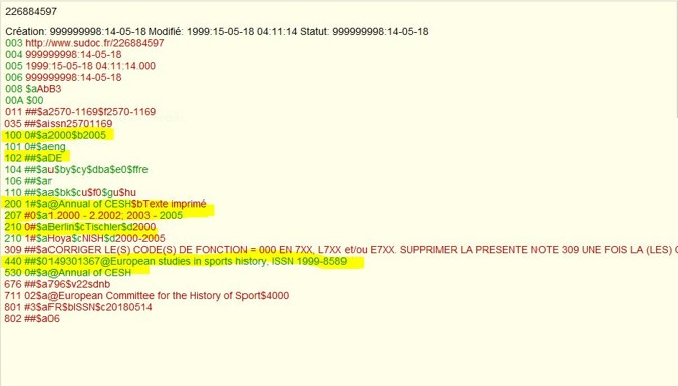 226884597
Création: 999999998:14-05-18 Modifié: 1999:15-05-18 04:11:14 Statut: 999999998:14-05-18
003 http://www.sudoc.fr/226884597
004 999999998:14-05-18
005 1999:15-05-18 04:11:14.000
006 999999998:14-05-18
008 $aAbB3
00A $00
011 ##$a2570-1169$f2570-1169
035 ##$aissn25701169
100 0#$a2000$b2005
101 0#$aeng
102 ##$aDE
104 ##$au$by$cy$dba$e0$ffre
106 ##$ar
110 ##$aa$bk$cu$f0$gu$hu
200 1#$a@Annual of CESH$bTexte imprimé
207 #0$a1.2000 - 2.2002; 2003 - 2005
210 0#$aBerlin$cTischler$d2000
210 1#$aHoya$cNISH$d2000-2005
309 ##$aCORRIGER LE(S) CODE(S) DE FONCTION = 000 EN 7XX, L7XX et/ou E7XX. SUPPRIMER LA PRESENTE NOTE 309 UNE FOIS LA (LES)
440 ##$0149301367@European studies in sports history, ISSN 1999-8589
530 0#$a@Annual of CESH
676 ##$a796$v22sdnb
711 02$a@European Committee for the History of Sport$4000
801 #3$aFR$bISSN$c20180514
802 ##$a06